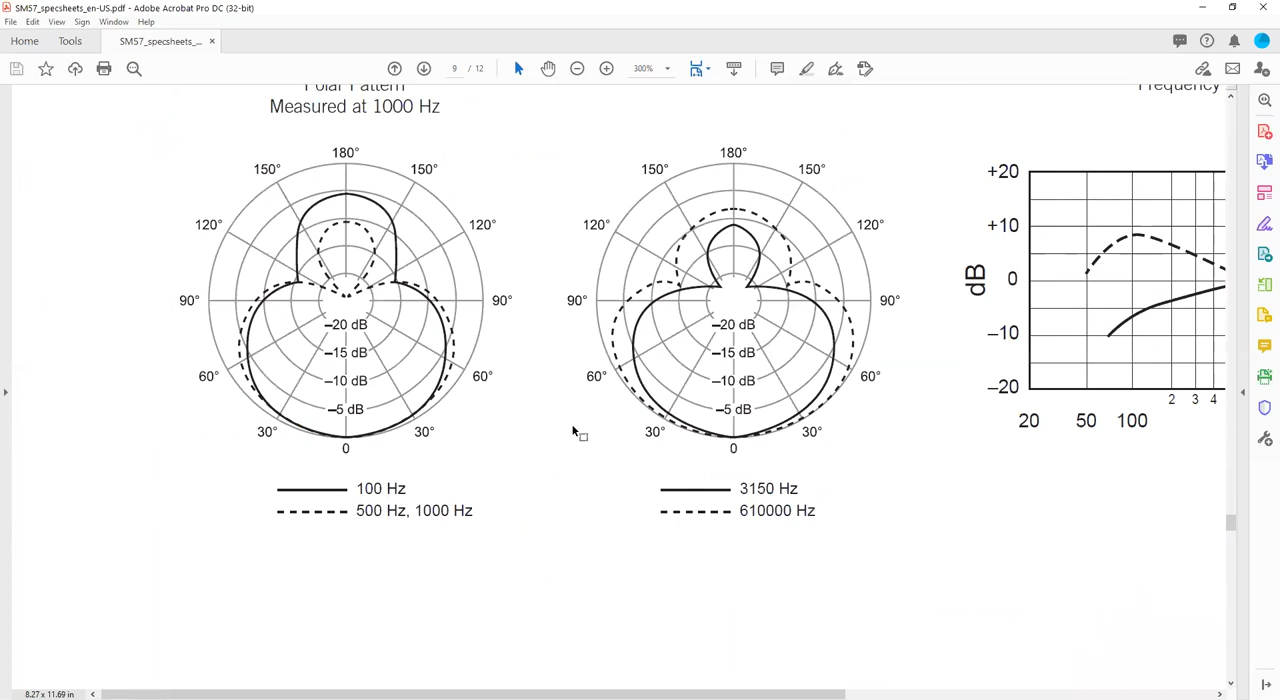 SM57_specsheets_en-US.pdf - Adobe Acrobat Pro DC (32-bit)
File Edit View Sign Window Help
Home Tools SM57_specsheets_... ×
9 / 12 300%
Polar Pattern
Measured at 1000 Hz
Frequency
180°
150° 150°
120° 120°
90° 90°
60° 60°
30° 30°
0
–20 dB
–15 dB
–10 dB
–5 dB
100 Hz
500 Hz, 1000 Hz
180°
150° 150°
120° 120°
90° 90°
60° 60°
30° 30°
0
–20 dB
–15 dB
–10 dB
–5 dB
3150 Hz
610000 Hz
dB
+20
+10
0
–10
–20
2 3 4
20 50 100
8.27 x 11.69 in